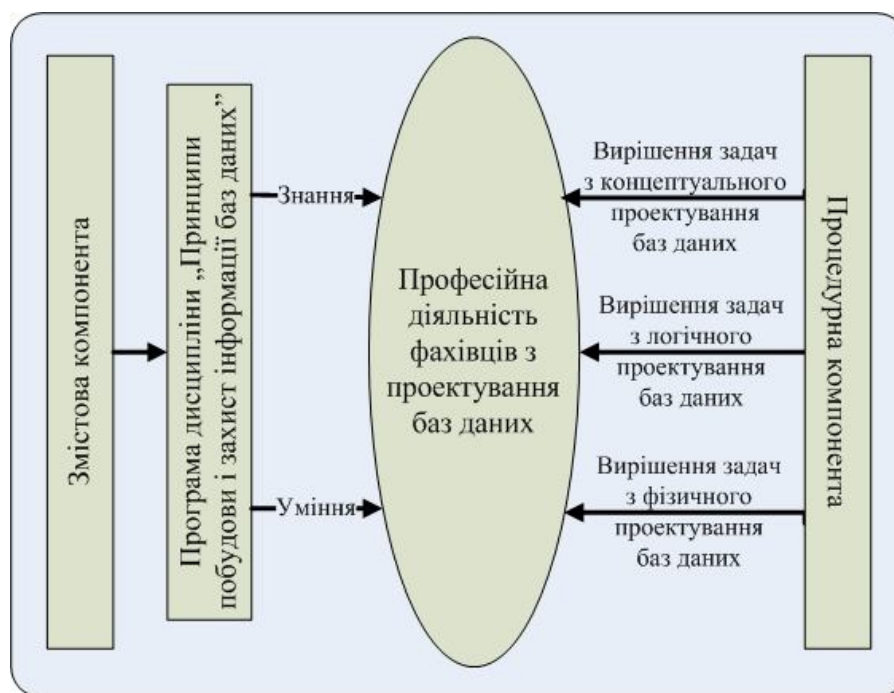 Змістова компонента
Програма дисципліни „Принципи
побудови і захист інформації баз даних”
Знання
Уміння
Професійна
діяльність
фахівців з
проектування
баз даних
Вирішення задач
з концептуального
проектування
баз даних
Вирішення задач
з логічного
проектування
баз даних
Вирішення задач
з фізичного
проектування
баз даних
Процедурна компонента